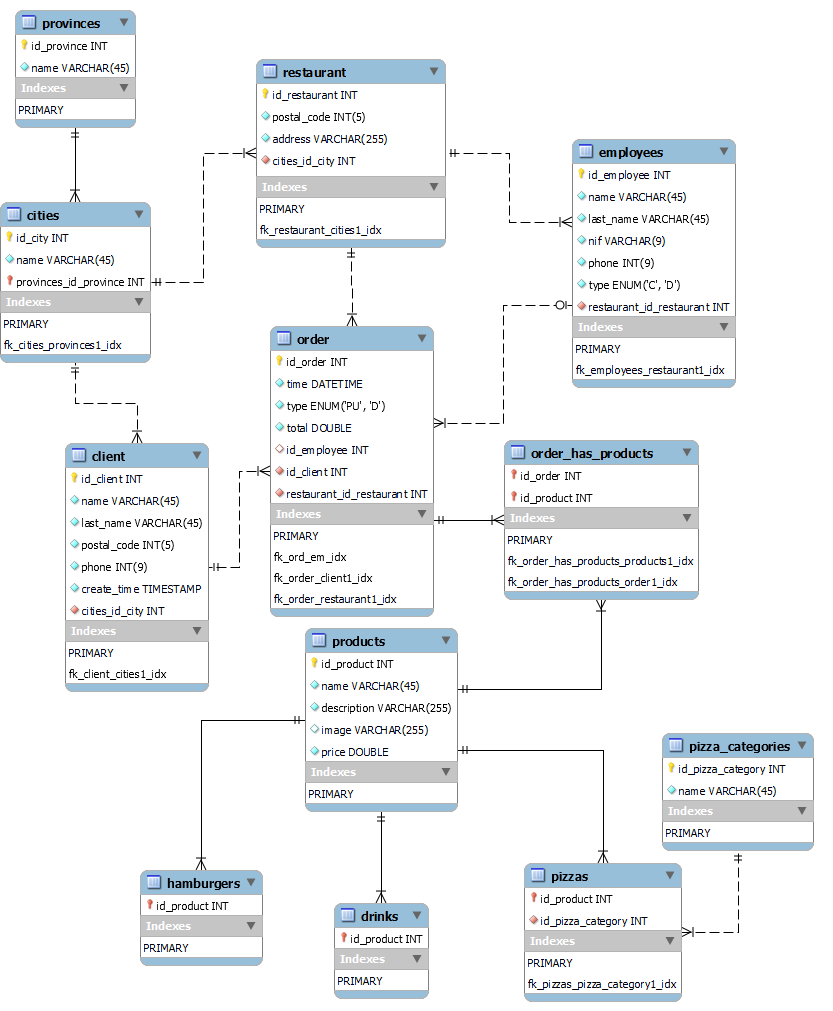 provinces
id_province INT
name VARCHAR(45)
Indexes
PRIMARY
restaurant
id_restaurant INT
postal_code INT(5)
address VARCHAR(255)
cities_id_city INT
Indexes
PRIMARY
fk_restaurant_cities1_idx
employees
id_employee INT
name VARCHAR(45)
last_name VARCHAR(45)
nif VARCHAR(9)
phone INT(9)
type ENUM('C', 'D')
restaurant_id_restaurant INT
Indexes
PRIMARY
fk_employees_restaurant1_idx
cities
id_city INT
name VARCHAR(45)
provinces_id_province INT
Indexes
PRIMARY
fk_cities_provinces1_idx
order
id_order INT
time DATETIME
type ENUM('PU', 'D')
total DOUBLE
id_employee INT
id_client INT
restaurant_id_restaurant INT
Indexes
PRIMARY
fk_ord_em_idx
fk_order_client1_idx
fk_order_restaurant1_idx
client
id_client INT
name VARCHAR(45)
last_name VARCHAR(45)
postal_code INT(5)
phone INT(9)
create_time TIMESTAMP
cities_id_city INT
Indexes
PRIMARY
fk_client_cities1_idx
order_has_products
id_order INT
id_product INT
Indexes
PRIMARY
fk_order_has_products_products1_idx
fk_order_has_products_order1_idx
products
id_product INT
name VARCHAR(45)
description VARCHAR(255)
image VARCHAR(255)
price DOUBLE
Indexes
PRIMARY
pizza_categories
id_pizza_category INT
name VARCHAR(45)
Indexes
PRIMARY
hamburgers
id_product INT
Indexes
PRIMARY
drinks
id_product INT
Indexes
PRIMARY
pizzas
id_product INT
id_pizza_category INT
Indexes
PRIMARY
fk_pizzas_pizza_category1_idx